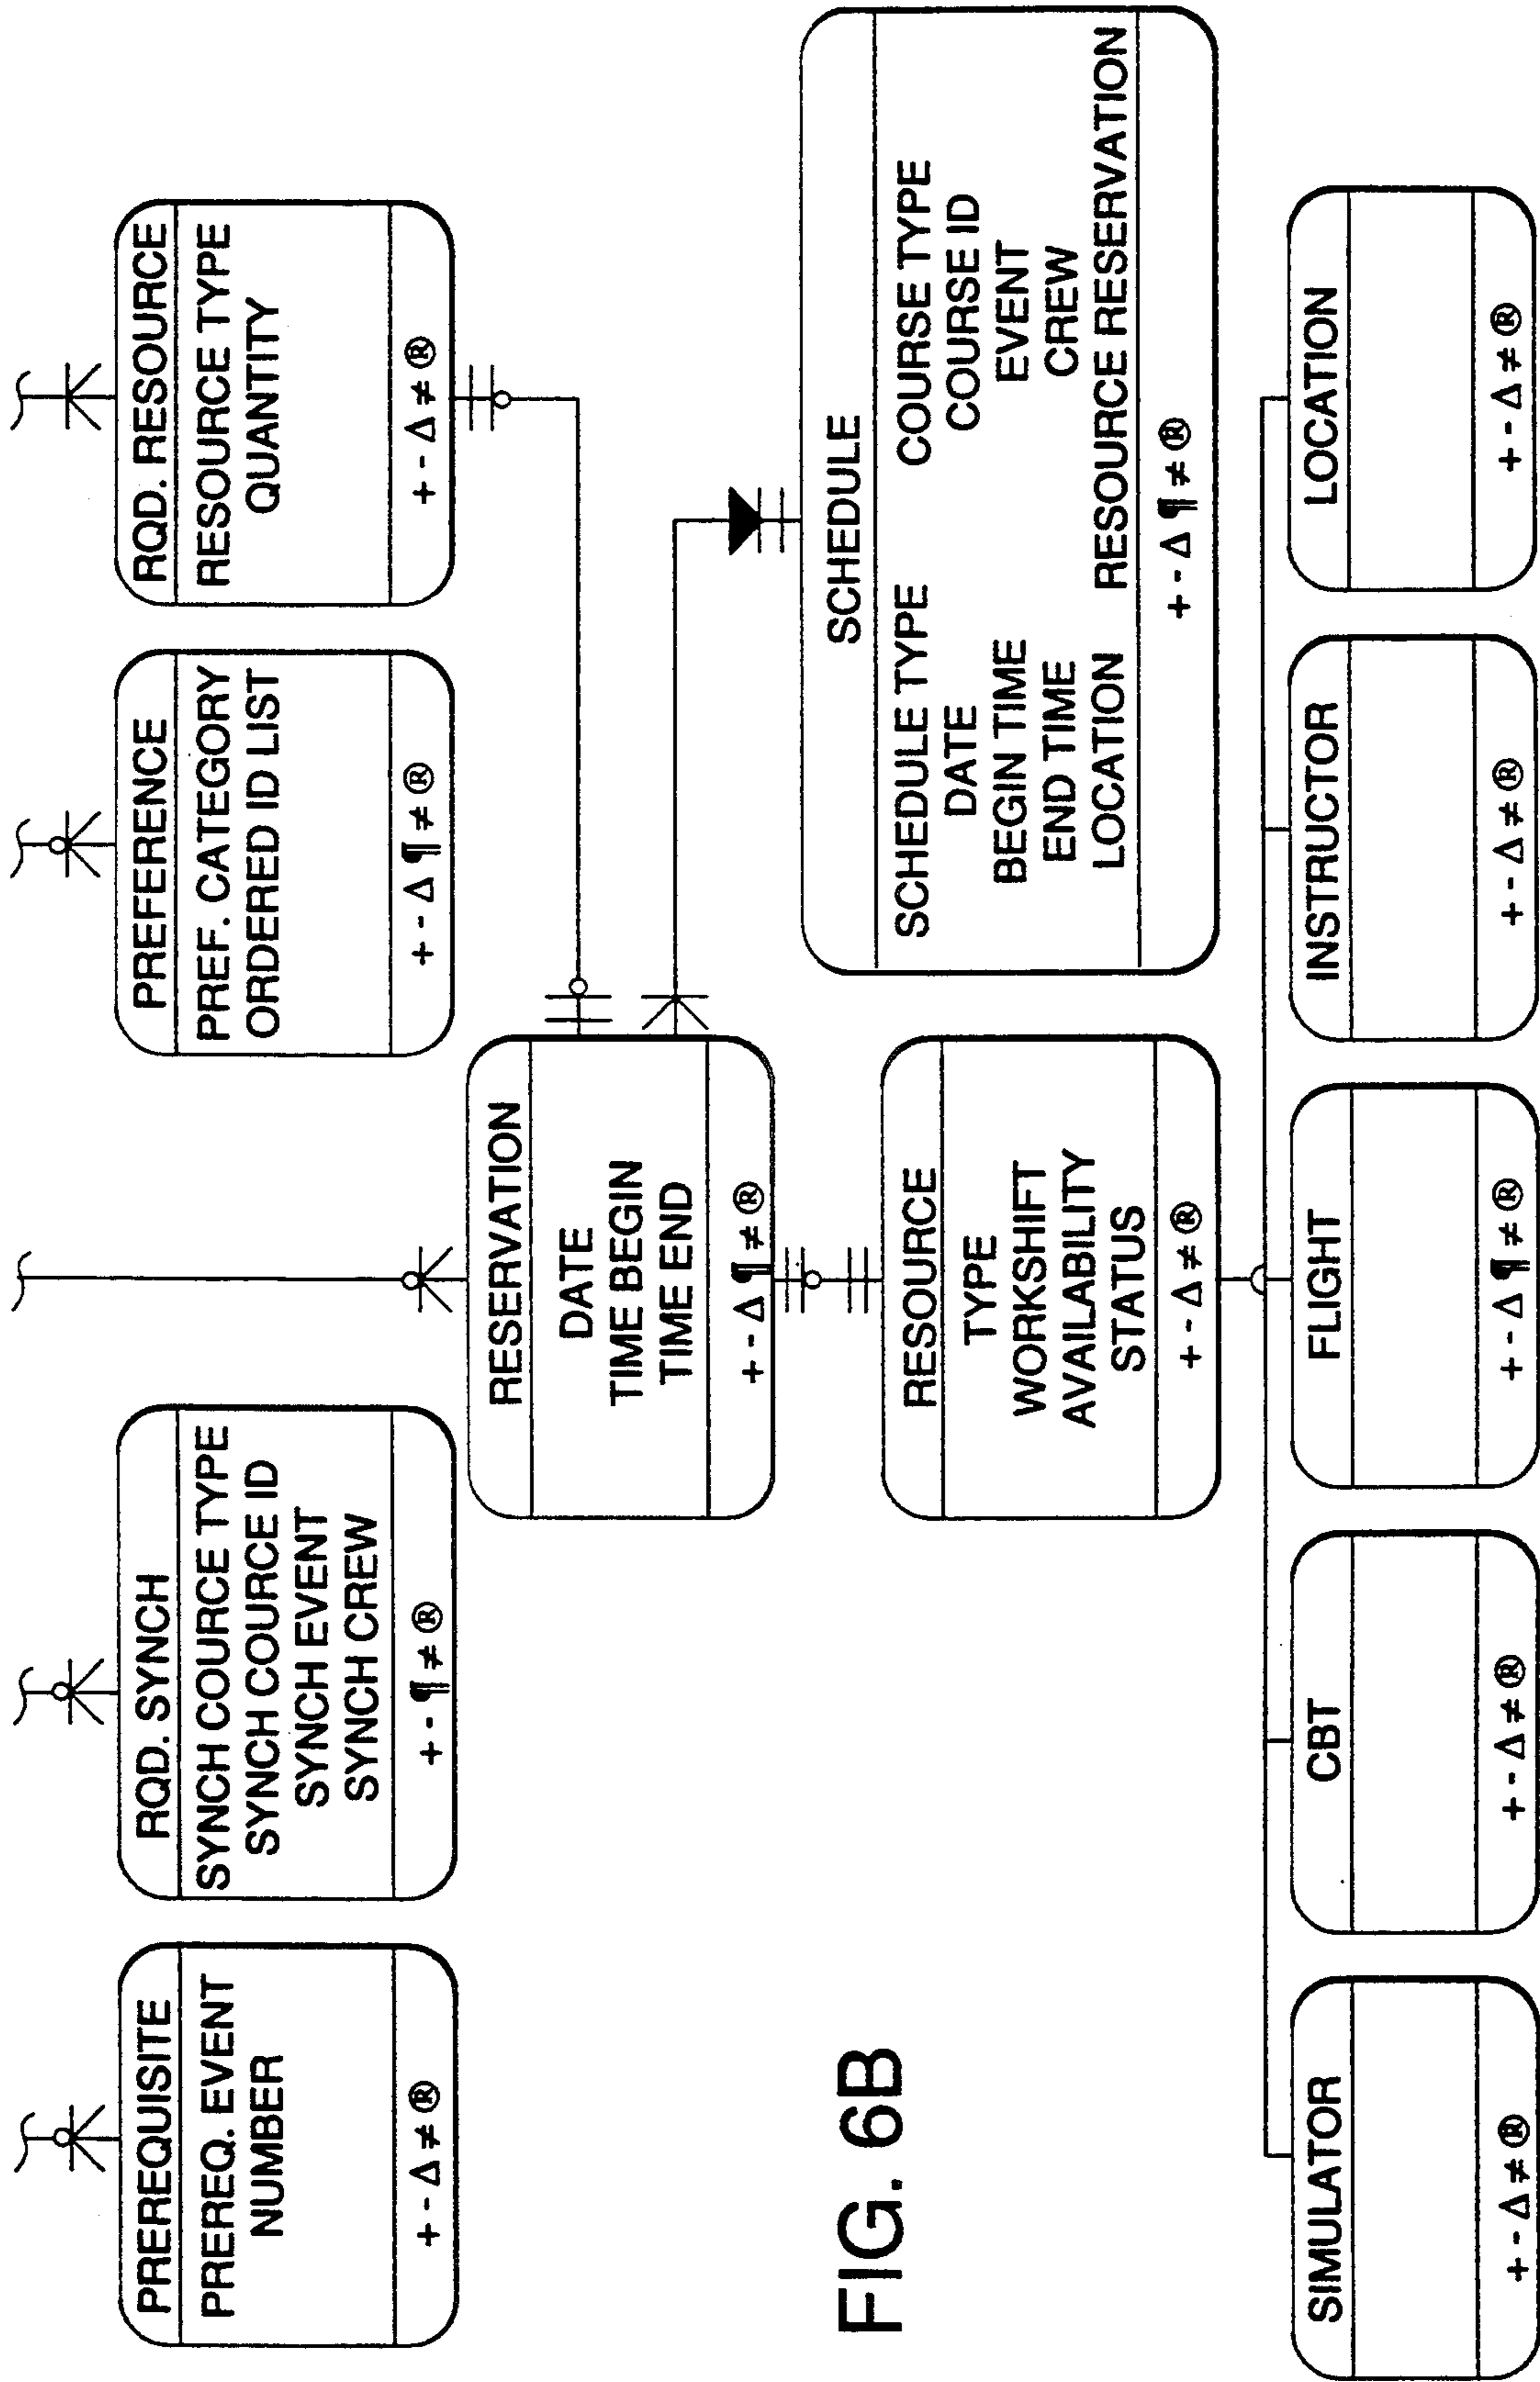 PREREQUISITE
PREREQ. EVENT
NUMBER
+ - Δ ≠ ®
RQD. SYNCH
SYNCH COURCE TYPE
SYNCH COURCE ID
SYNCH EVENT
SYNCH CREW
+ - ¶ ≠ ®
PREFERENCE
PREF. CATEGORY
ORDERED ID LIST
+ - Δ ¶ ≠ ®
RQD. RESOURCE
RESOURCE TYPE
QUANTITY
+ - Δ ≠ ®
RESERVATION
DATE
TIME BEGIN
TIME END
+ - Δ ¶ ≠ ®
SCHEDULE
SCHEDULE TYPE COURSE TYPE
DATE COURSE ID
BEGIN TIME EVENT
END TIME CREW
LOCATION RESOURCE RESERVATION
+ - Δ ¶ ≠ ®
RESOURCE
TYPE
WORKSHIFT
AVAILABILITY
STATUS
+ - Δ ≠ ®
FIG. 6B
SIMULATOR
+ - Δ ≠ ®
CBT
+ - Δ ≠ ®
FLIGHT
+ - Δ ¶ ≠ ®
INSTRUCTOR
+ - Δ ≠ ®
LOCATION
+ - Δ ≠ ®